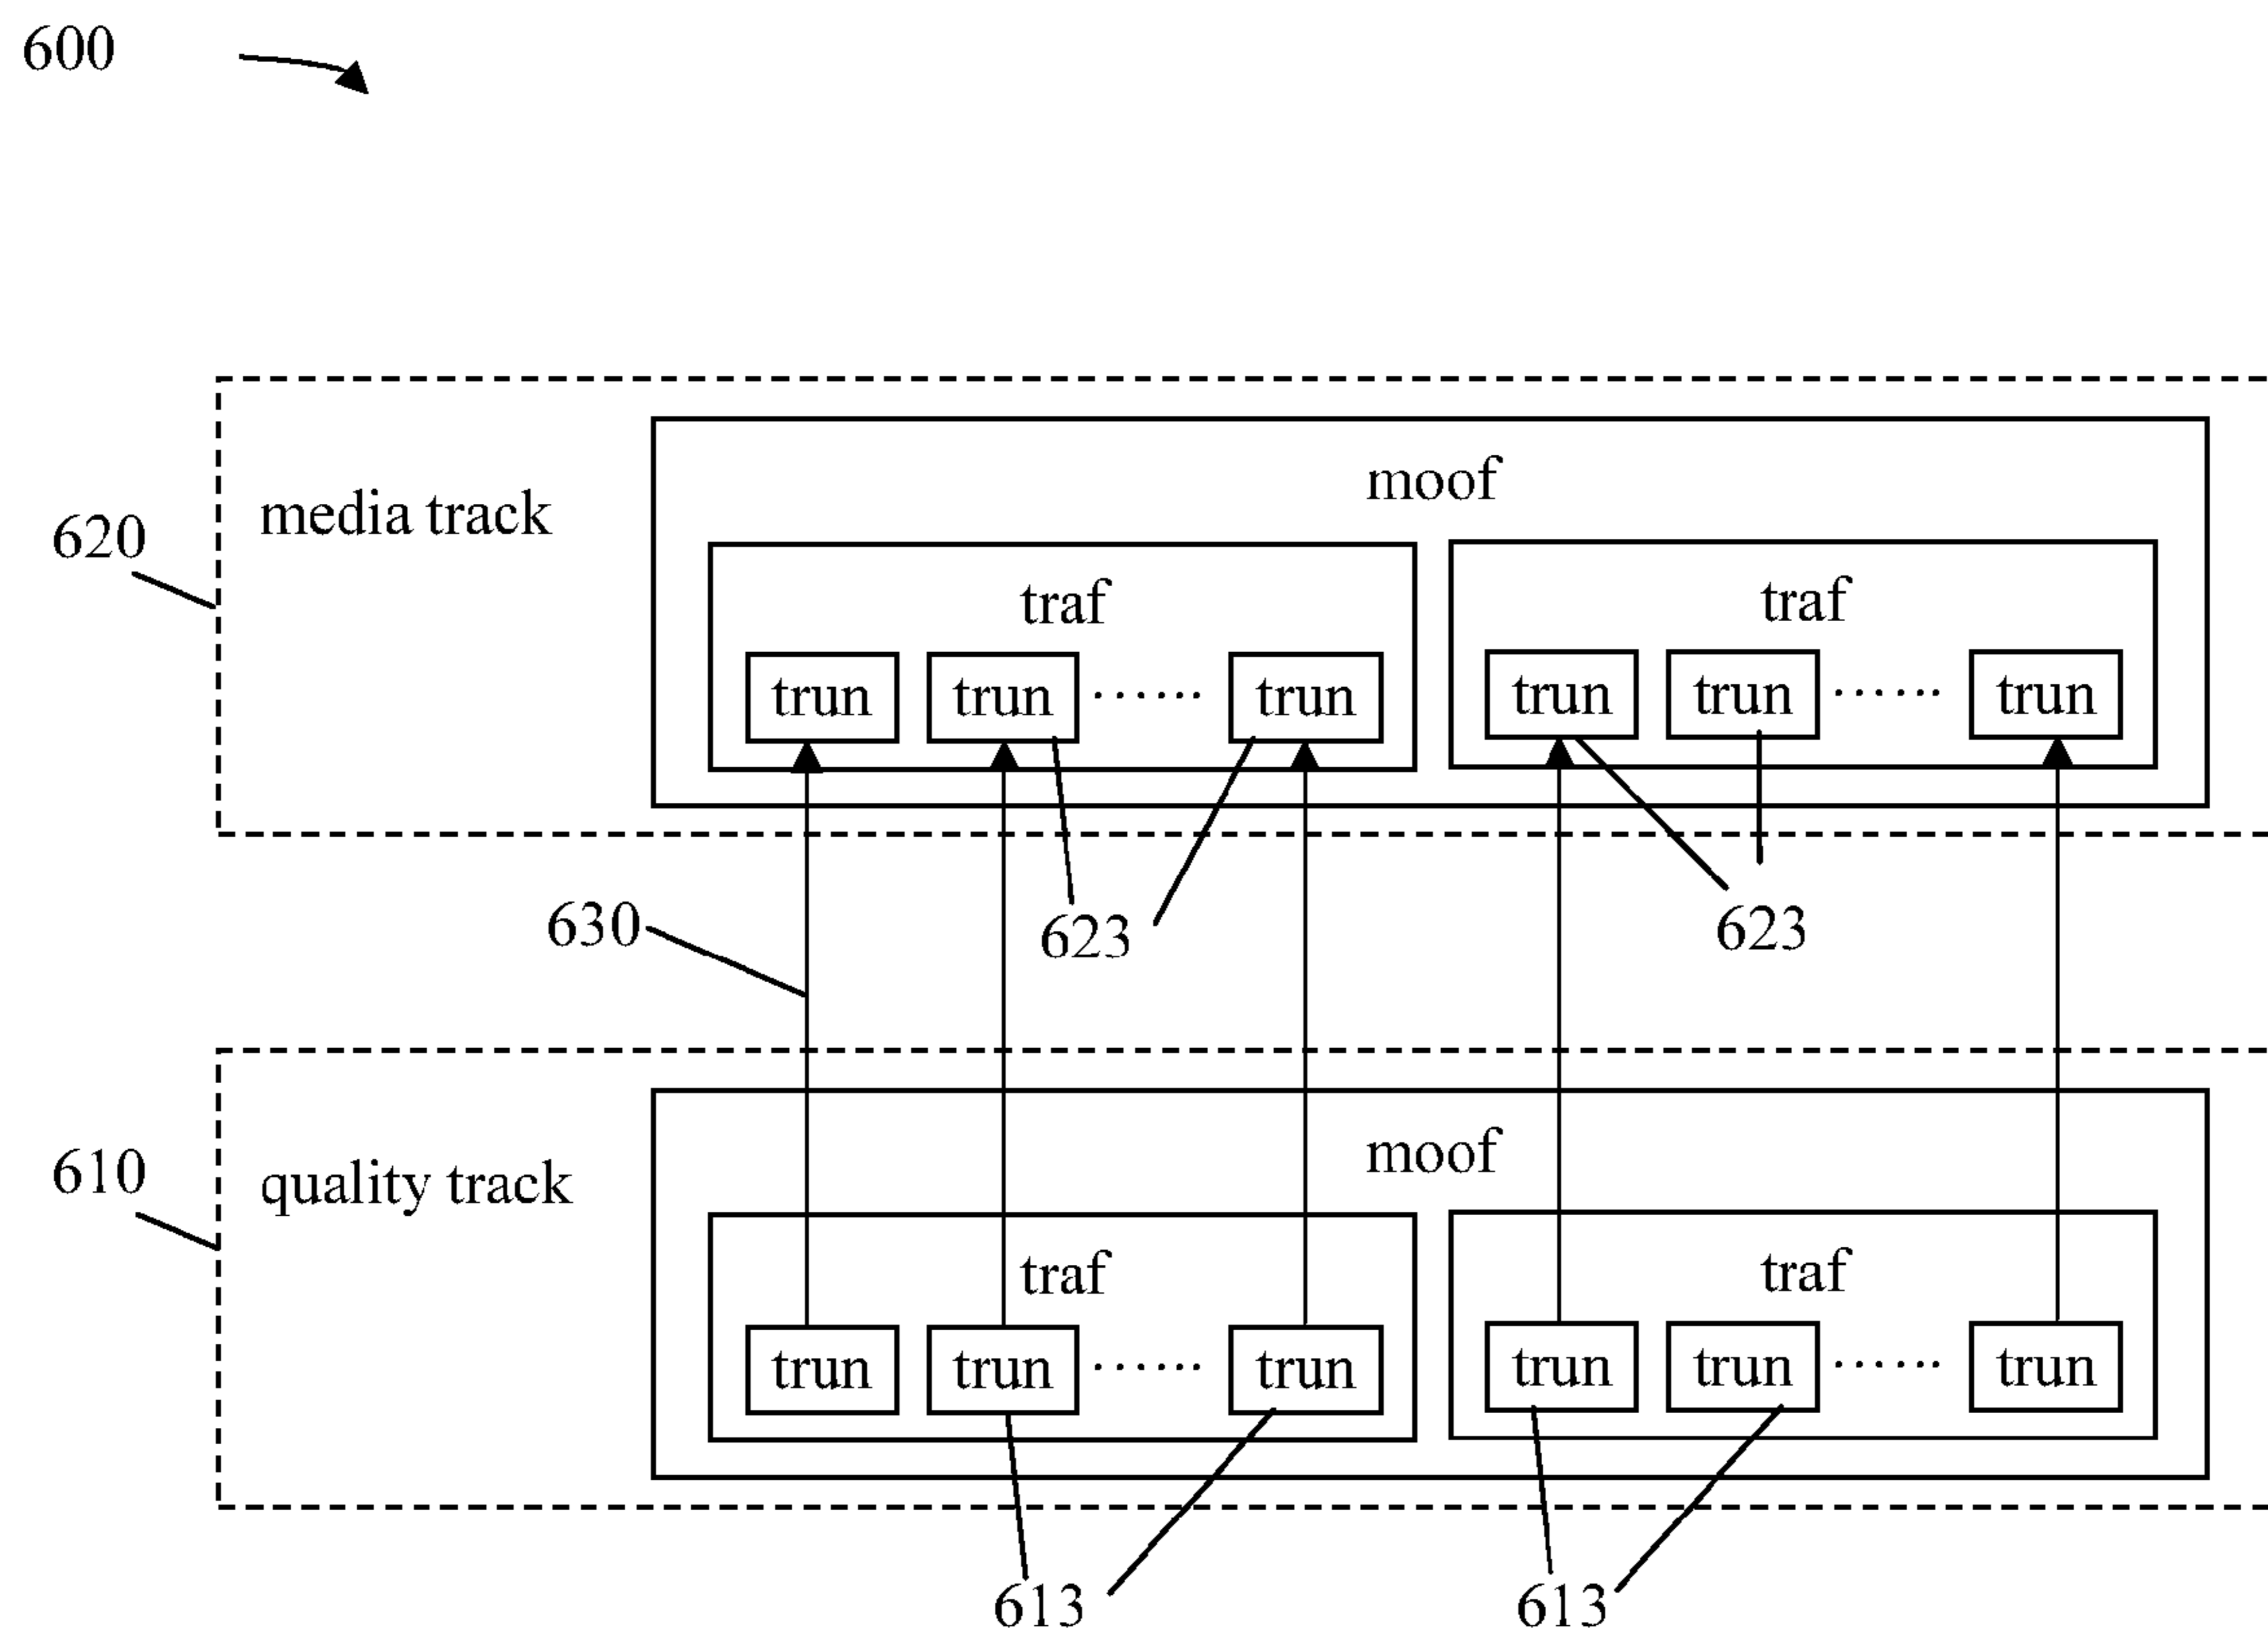 600
moof
media track
620
traf
traf
trun
trun
......
trun
trun
trun
......
trun
630
623
623
moof
610
quality track
traf
traf
trun
trun
......
trun
trun
trun
......
trun
613
613